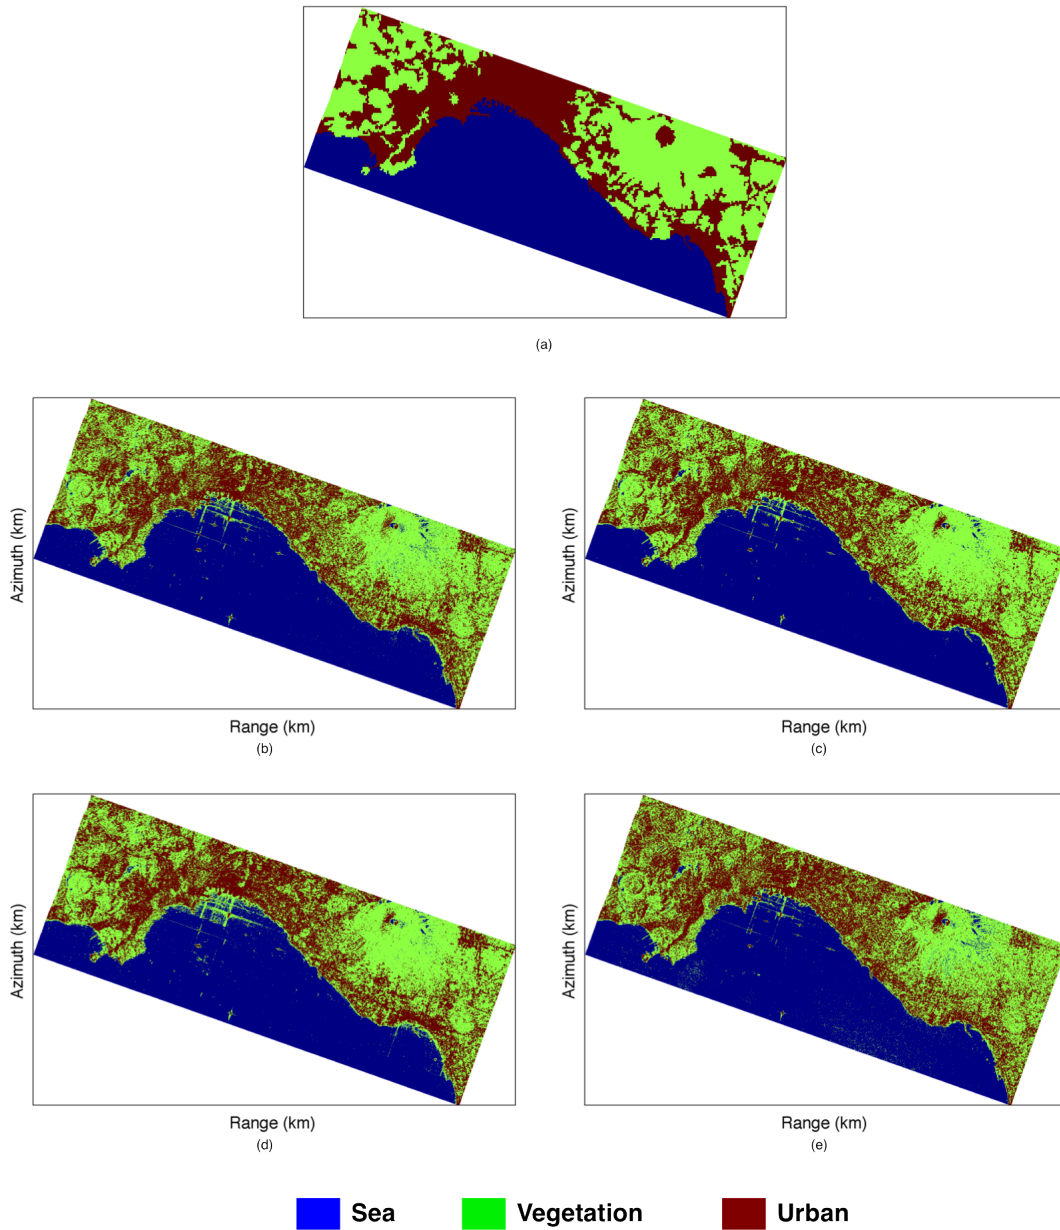 (a)
Azimuth (km)
Range (km)
(b)
Azimuth (km)
Range (km)
(c)
Azimuth (km)
Range (km)
(d)
Azimuth (km)
Range (km)
(e)
Sea
Vegetation
Urban